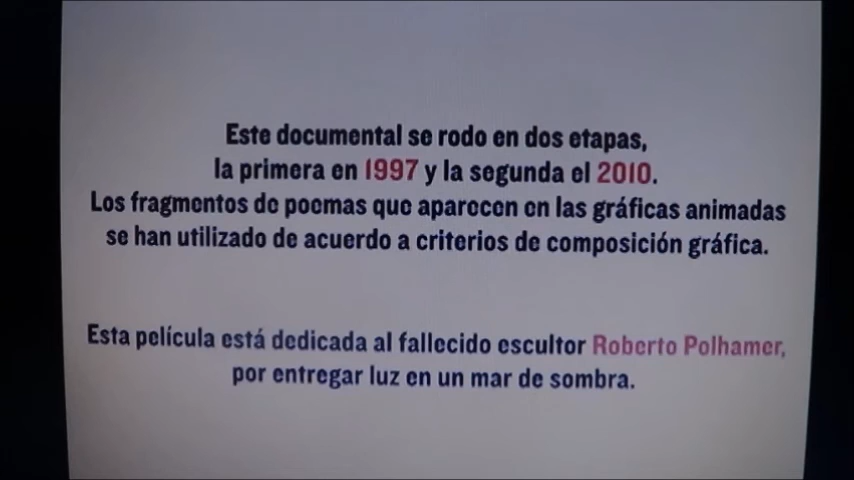 Este documental se rodo en dos etapas,
la primera en 1997 y la segunda el 2010.
Los fragmentos de poemas que aparecen en las gráficas animadas
se han utilizado de acuerdo a criterios de composición gráfica.
Esta película está dedicada al fallecido escultor Roberto Polhamer,
por entregar luz en un mar de sombra.